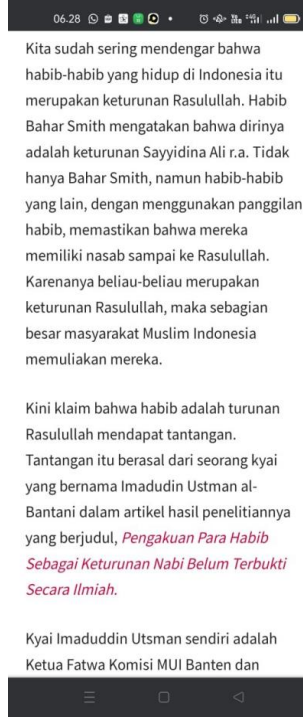 06.28
Kita sudah sering mendengar bahwa
habib-habib yang hidup di Indonesia itu
merupakan keturunan Rasulullah. Habib
Bahar Smith mengatakan bahwa dirinya
adalah keturunan Sayyidina Ali r.a. Tidak
hanya Bahar Smith, namun habib-habib
yang lain, dengan menggunakan panggilan
habib, memastikan bahwa mereka
memiliki nasab sampai ke Rasulullah.
Karenanya beliau-beliau merupakan
keturunan Rasulullah, maka sebagian
besar masyarakat Muslim Indonesia
memuliakan mereka.
Kini klaim bahwa habib adalah turunan
Rasulullah mendapat tantangan.
Tantangan itu berasal dari seorang kyai
yang bernama Imadudin Ustman al-
Bantani dalam artikel hasil penelitiannya
yang berjudul, Pengakuan Para Habib
Sebagai Keturunan Nabi Belum Terbukti
Secara Ilmiah.
Kyai Imaduddin Utsman sendiri adalah
Ketua Fatwa Komisi MUI Banten dan